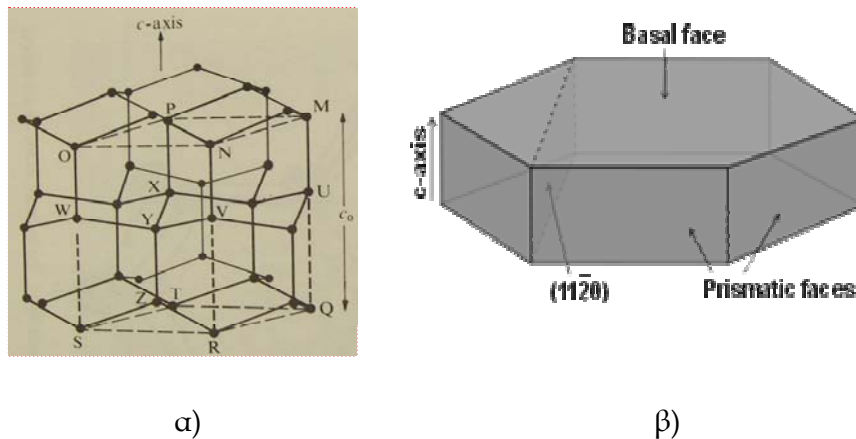 c-axis
P
M
O
N
X
U
W
V
Y
c₀
Z
T
Q
S
R
Basal face
c-axis
(11̄20)
Prismatic faces
α)
β)